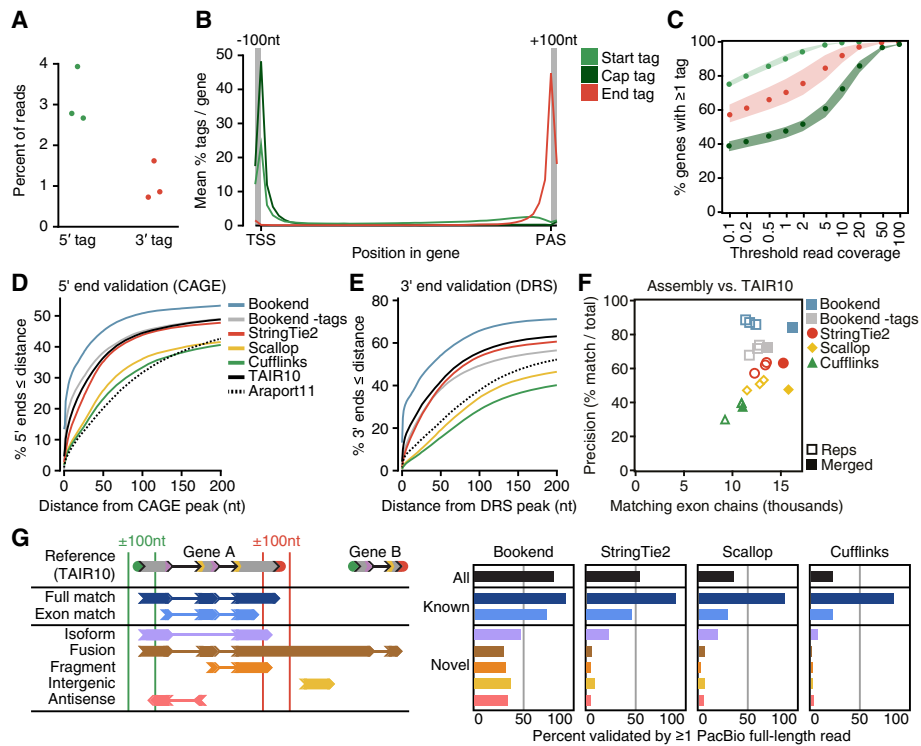 A
Percent of reads
4
3
2
1
0
5′ tag
3′ tag
B
-100nt
+100nt
Mean % tags / gene
50
40
30
20
10
0
TSS
PAS
Position in gene
Start tag
Cap tag
End tag
C
% genes with ≥1 tag
100
80
60
40
20
0
0.1
0.2
0.5
1
2
5
10
20
50
100
Threshold read coverage
D
5′ end validation (CAGE)
% 5′ ends ≤ distance
50
40
30
20
10
0
0
50
100
150
200
Distance from CAGE peak (nt)
Bookend
Bookend -tags
StringTie2
Scallop
Cufflinks
TAIR10
Araport11
E
3′ end validation (DRS)
% 3′ ends ≤ distance
80
60
40
20
0
0
50
100
150
200
Distance from DRS peak (nt)
F
Assembly vs. TAIR10
Precision (% match / total)
100
80
60
40
20
0
0
5
10
15
Matching exon chains (thousands)
Bookend
Bookend -tags
StringTie2
Scallop
Cufflinks
Reps
Merged
G
±100nt
±100nt
Reference
(TAIR10)
Gene A
Gene B
Full match
Exon match
Isoform
Fusion
Fragment
Intergenic
Antisense
Bookend
StringTie2
Scallop
Cufflinks
All
Known
Novel
0 50 100
0 50 100
0 50 100
0 50 100
Percent validated by ≥1 PacBio full-length read